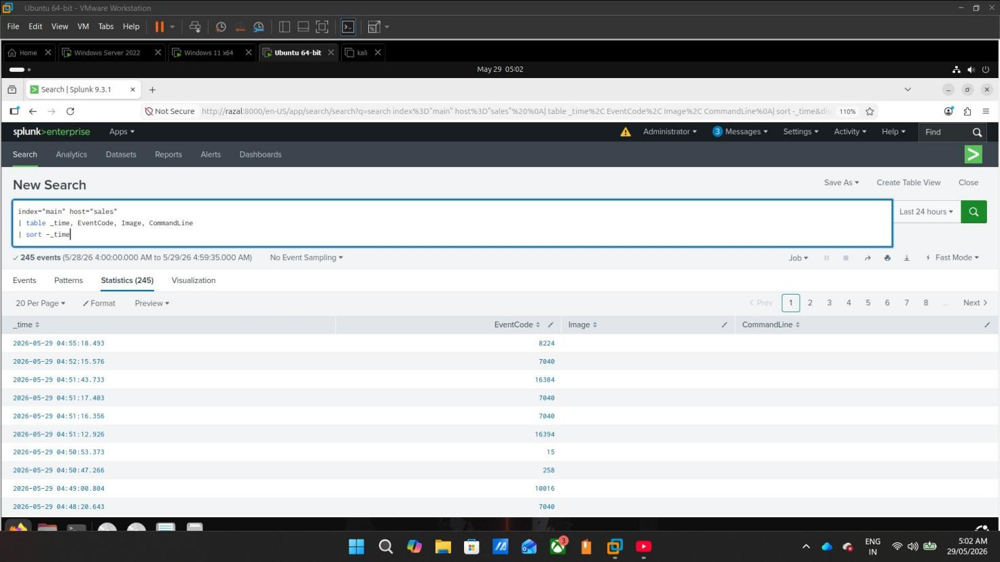 Ubuntu 64-bit - VMware Workstation
File Edit View VM Tabs Help
Home Windows Server 2022 Windows 11 x64 Ubuntu 64-bit kali
May 29 05:02
Search | Splunk 9.3.1
Not Secure http://razal:8000/en-US/app/search/search?q=search index%3D"main" host%3D"sales"%20%0A| table _time%2C EventCode%2C Image%2C CommandLine%0A| sort -_time&dis 110%
splunk>enterprise Apps Administrator 3 Messages Settings Activity Help Find
Search Analytics Datasets Reports Alerts Dashboards
New Search Save As Create Table View Close
index="main" host="sales"
| table _time, EventCode, Image, CommandLine
| sort -_time
Last 24 hours
245 events (5/28/26 4:00:00.000 AM to 5/29/26 4:59:35.000 AM) No Event Sampling Job Fast Mode
Events Patterns Statistics (245) Visualization
20 Per Page Format Preview < Prev 1 2 3 4 5 6 7 8 ... Next >
_time EventCode Image CommandLine
2026-05-29 04:55:18.493 8224
2026-05-29 04:52:15.576 7040
2026-05-29 04:51:43.733 16384
2026-05-29 04:51:17.403 7040
2026-05-29 04:51:16.356 7040
2026-05-29 04:51:12.926 16394
2026-05-29 04:50:53.373 15
2026-05-29 04:50:47.266 258
2026-05-29 04:49:00.804 10016
2026-05-29 04:48:20.643 7040
3
ENG
IN
5:02 AM
29/05/2026